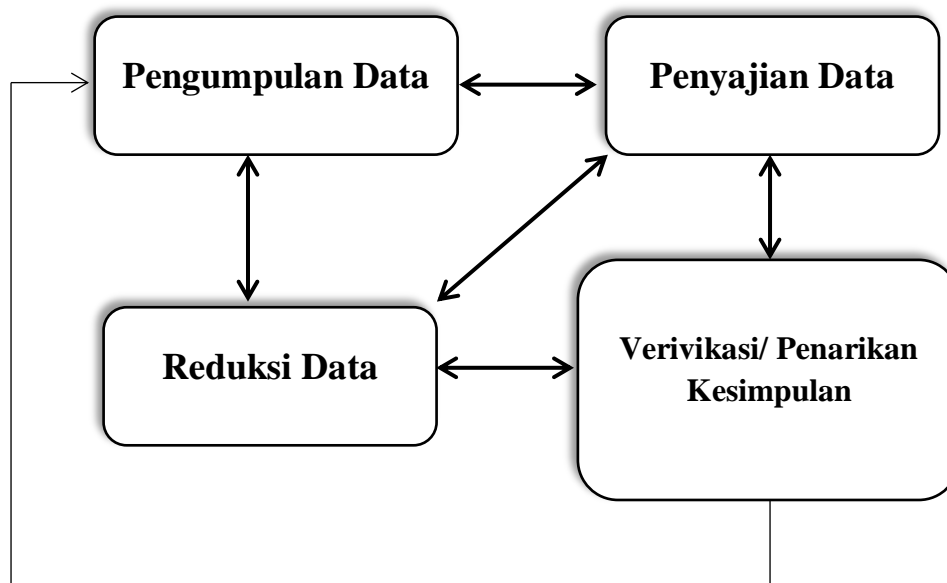 Pengumpulan Data
Penyajian Data
Reduksi Data
Verivikasi/ Penarikan
Kesimpulan